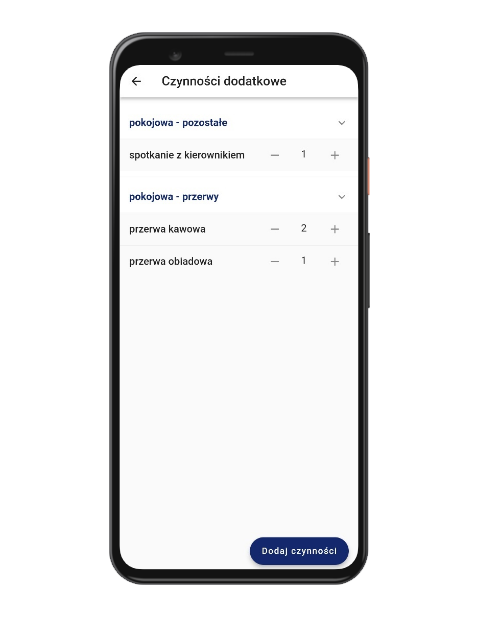 Czynności dodatkowe
pokojowa - pozostałe
spotkanie z kierownikiem 1
pokojowa - przerwy
przerwa kawowa 2
przerwa obiadowa 1
Dodaj czynności